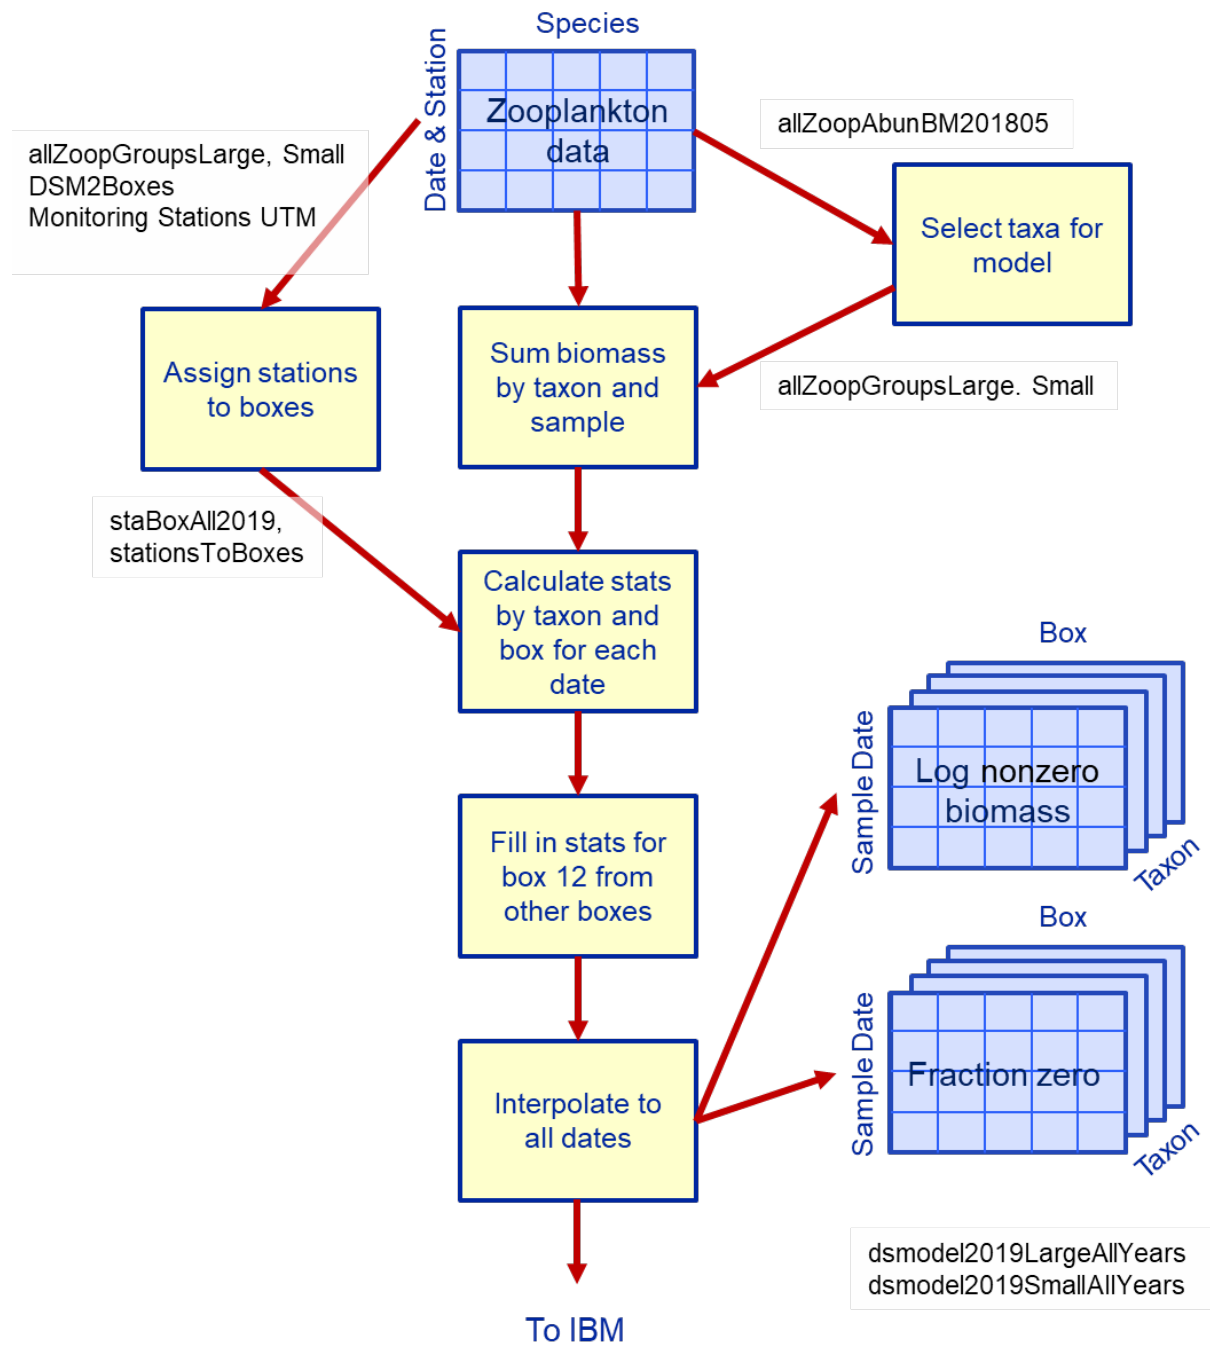 Species
Date & Station
Zooplankton
data
allZoopAbunBM201805
allZoopGroupsLarge, Small
DSM2Boxes
Monitoring Stations UTM
Select taxa for
model
Assign stations
to boxes
Sum biomass
by taxon and
sample
allZoopGroupsLarge. Small
staBoxAll2019,
stationsToBoxes
Calculate stats
by taxon and
box for each
date
Box
Sample Date
Log nonzero
biomass
Taxon
Fill in stats for
box 12 from
other boxes
Box
Sample Date
Fraction zero
Taxon
Interpolate to
all dates
dsmodel2019LargeAllYears
dsmodel2019SmallAllYears
To IBM